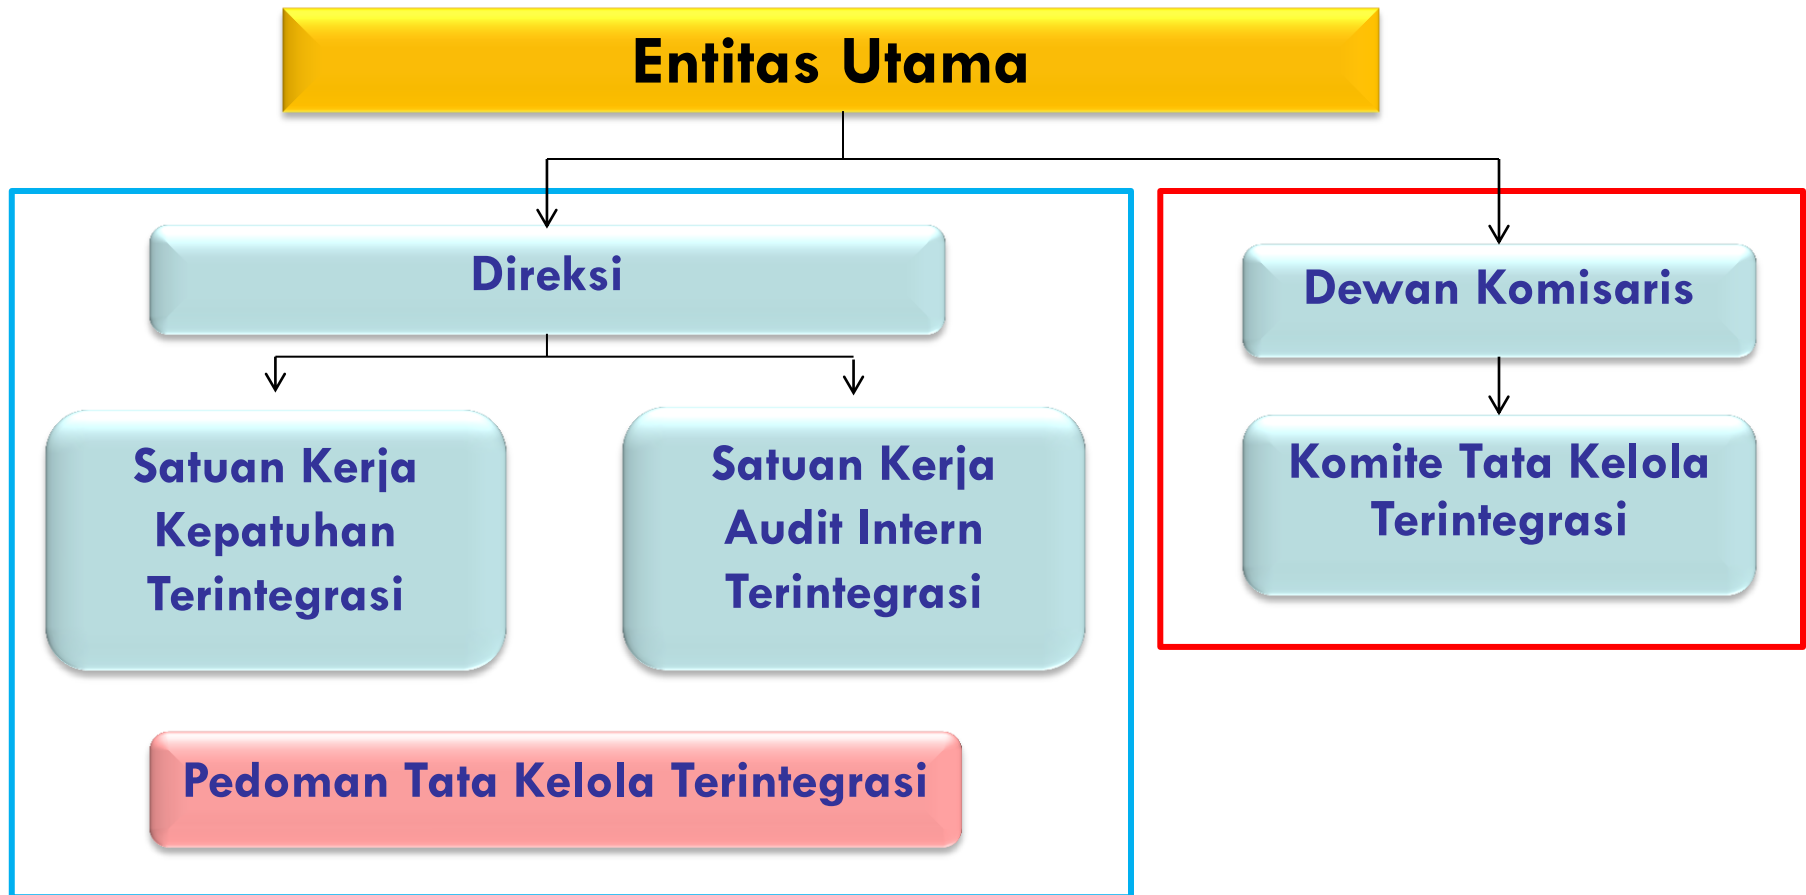 Entitas Utama
Direksi
Satuan Kerja
Kepatuhan
Terintegrasi
Satuan Kerja
Audit Intern
Terintegrasi
Pedoman Tata Kelola Terintegrasi
Dewan Komisaris
Komite Tata Kelola
Terintegrasi